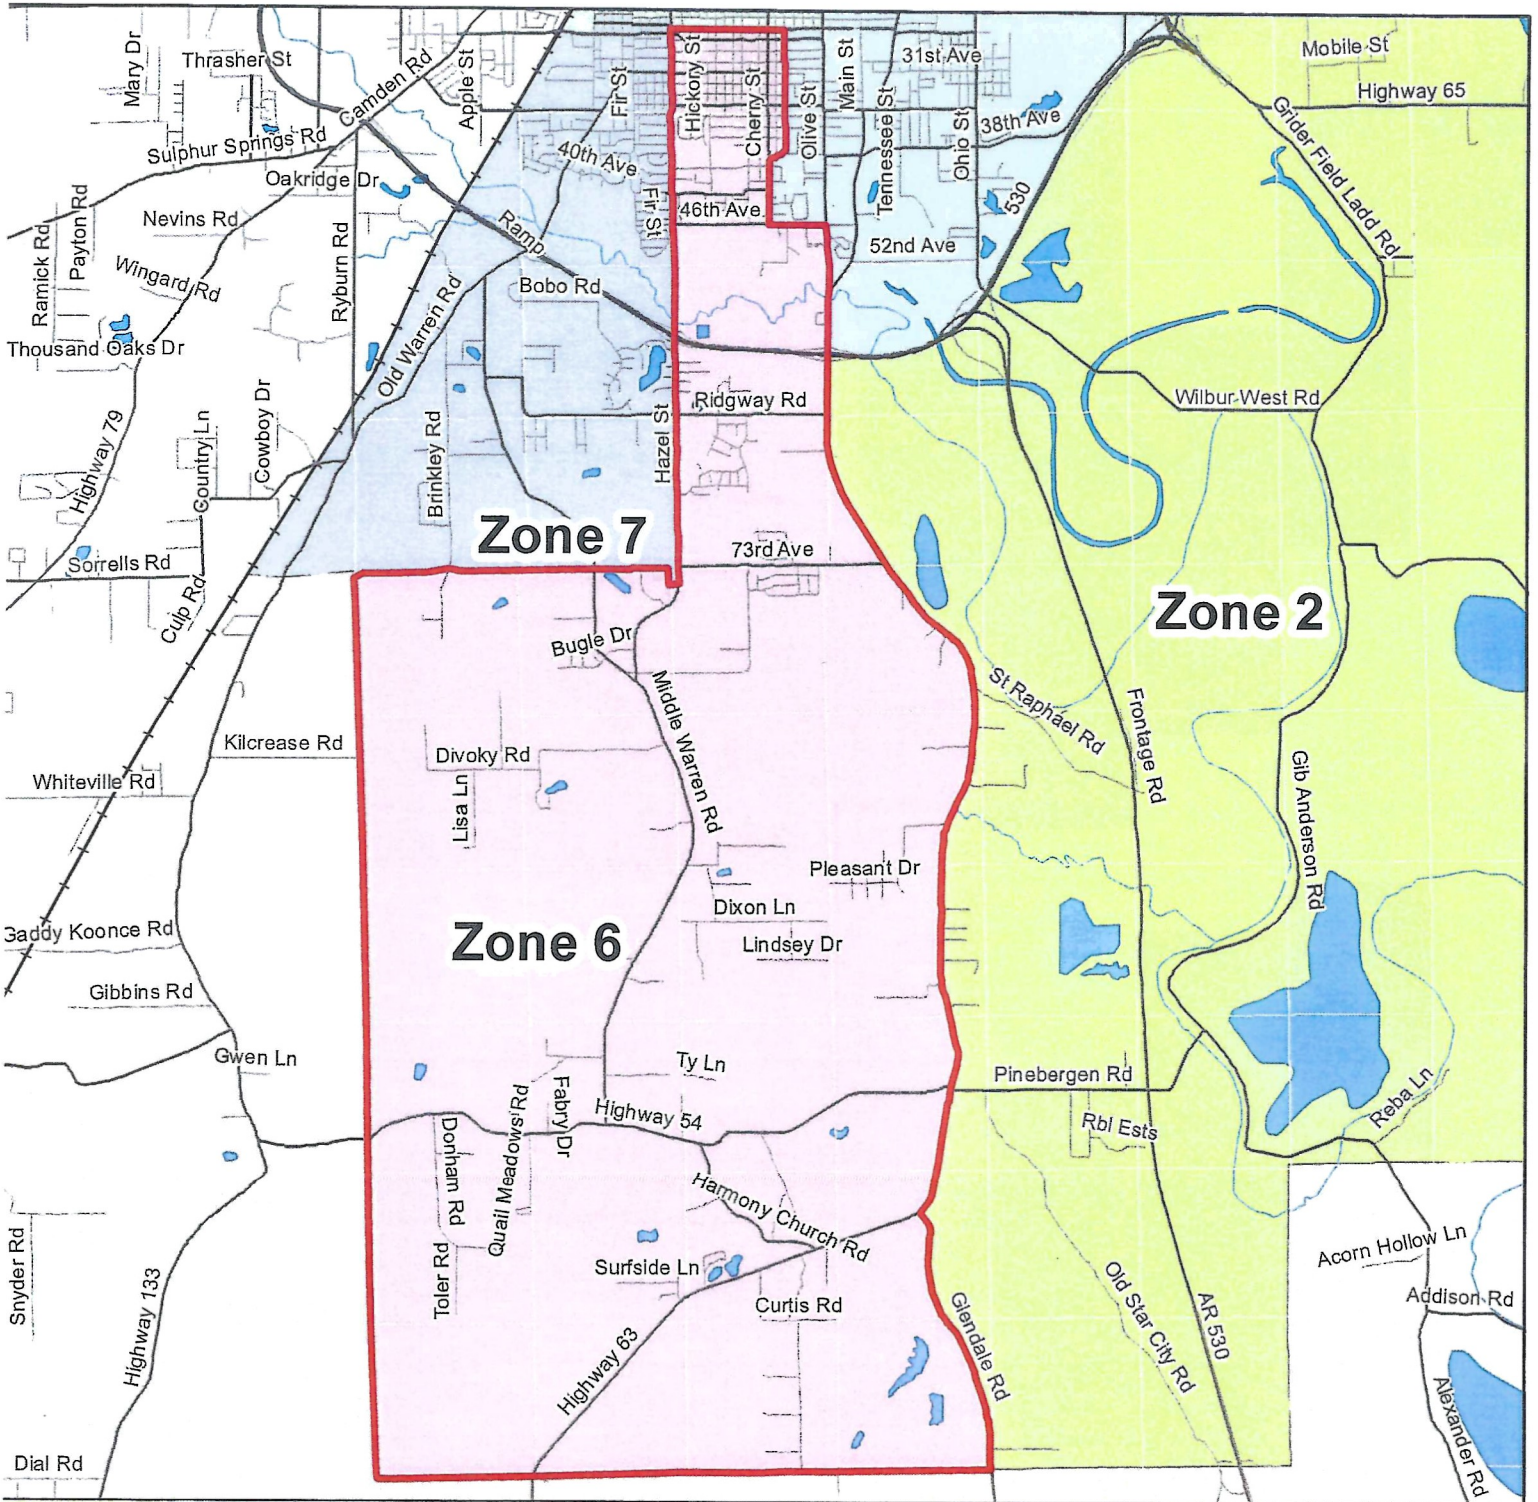 Mary Dr
Thrasher St
Camden Rd
Apple St
Fir St
Hickory St
Cherry St
Olive St
Main St
31st Ave
Tennessee St
Ohio St
38th Ave
Mobile St
Highway 65
Grider Field Ladd Rd
Sulphur Springs Rd
Oakridge Dr
40th Ave
Fir St
46th Ave
530
52nd Ave
Ramick Rd
Payton Rd
Nevins Rd
Wingard Rd
Ryburn Rd
Ramp
Bobo Rd
Old Warren Rd
Thousand Oaks Dr
Highway 79
Country Ln
Cowboy Dr
Brinkley Rd
Hazel St
Ridgway Rd
Wilbur West Rd
Zone 7
73rd Ave
Sorrells Rd
Culp Rd
Zone 2
Bugle Dr
Middle Warren Rd
St Raphael Rd
Frontage Rd
Kilcrease Rd
Divoky Rd
Lisa Ln
Whiteville Rd
Gib Anderson Rd
Pleasant Dr
Dixon Ln
Lindsey Dr
Zone 6
Gaddy Koonce Rd
Gibbins Rd
Gwen Ln
Ty Ln
Pinebergen Rd
Rbl Ests
Reba Ln
Highway 54
Fabry Dr
Quail Meadows Rd
Donham Rd
Toler Rd
Harmony Church Rd
Surfside Ln
Curtis Rd
Highway 63
Glendale Rd
Old Star City Rd
AR 530
Acorn Hollow Ln
Addison Rd
Alexander Rd
Snyder Rd
Highway 133
Dial Rd